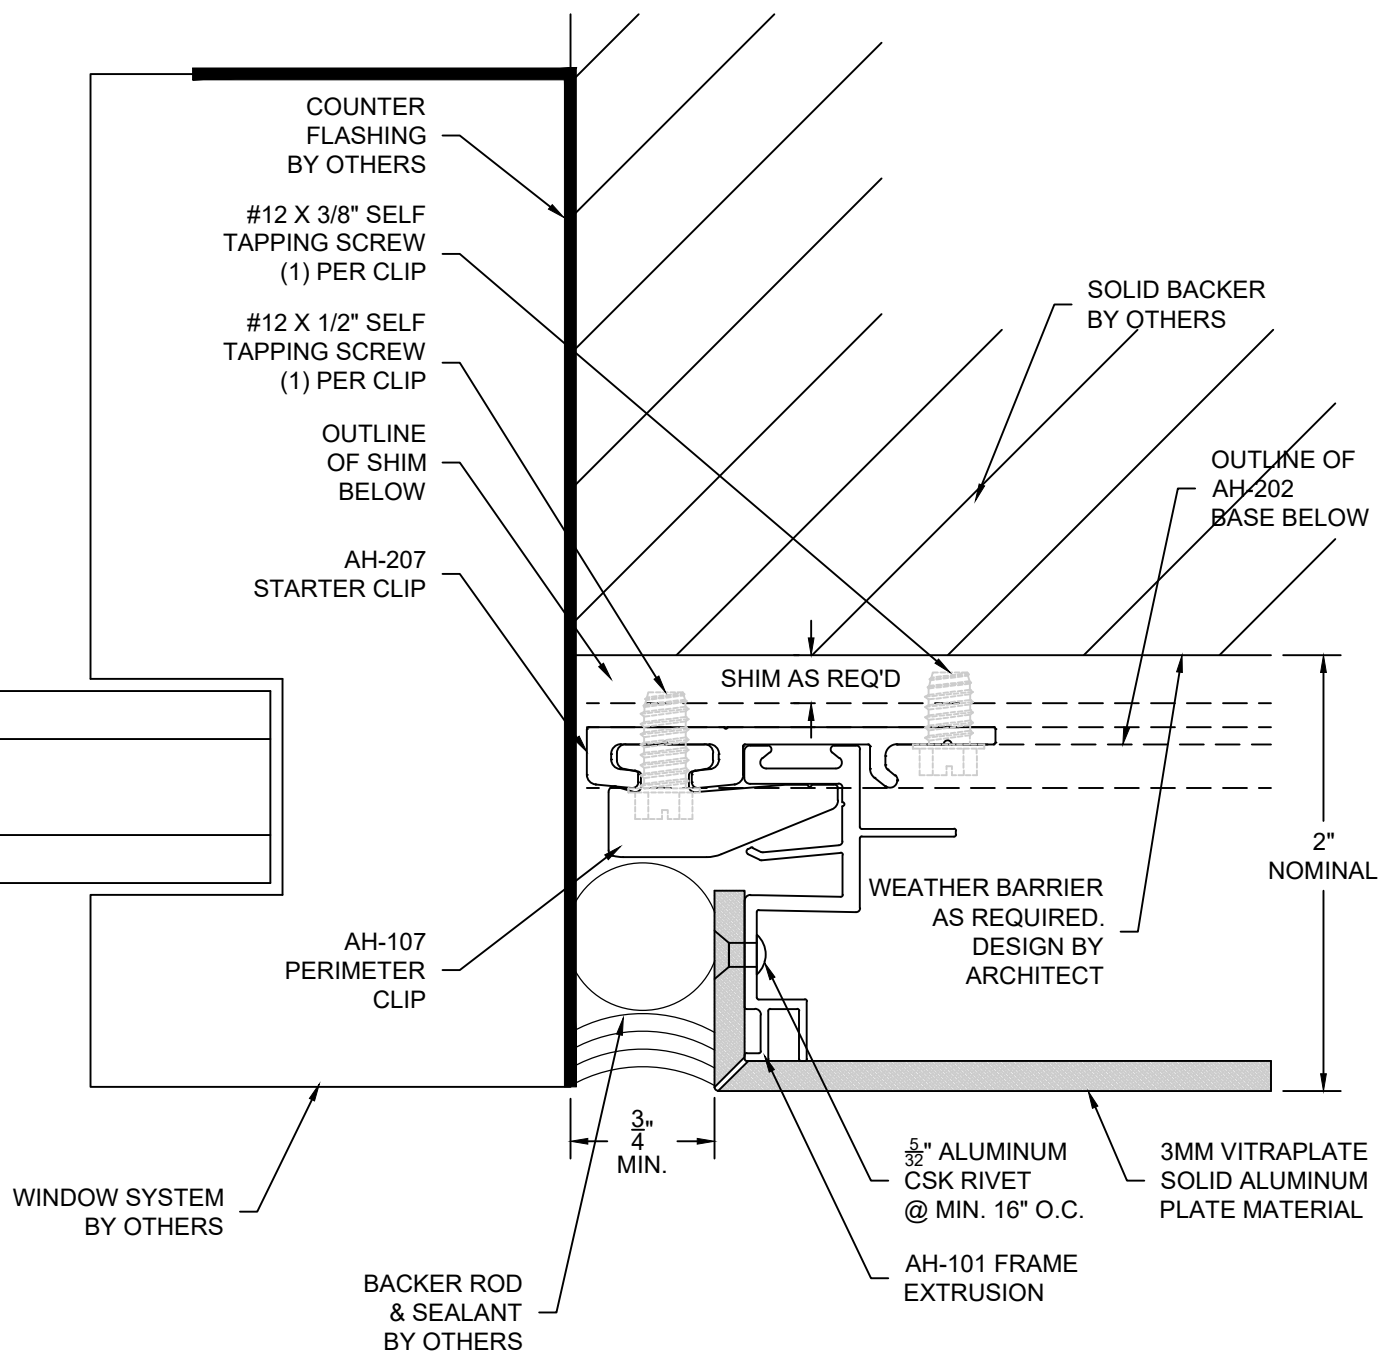 COUNTER
FLASHING
BY OTHERS
#12 X 3/8" SELF
TAPPING SCREW
(1) PER CLIP
#12 X 1/2" SELF
TAPPING SCREW
(1) PER CLIP
OUTLINE
OF SHIM
BELOW
AH-207
STARTER CLIP
SOLID BACKER
BY OTHERS
OUTLINE OF
AH-202
BASE BELOW
SHIM AS REQ'D
2"
NOMINAL
WEATHER BARRIER
AS REQUIRED.
DESIGN BY
ARCHITECT
AH-107
PERIMETER
CLIP
3/4"
MIN.
5/32" ALUMINUM
CSK RIVET
@ MIN. 16" O.C.
3MM VITRAPLATE
SOLID ALUMINUM
PLATE MATERIAL
WINDOW SYSTEM
BY OTHERS
AH-101 FRAME
EXTRUSION
BACKER ROD
& SEALANT
BY OTHERS